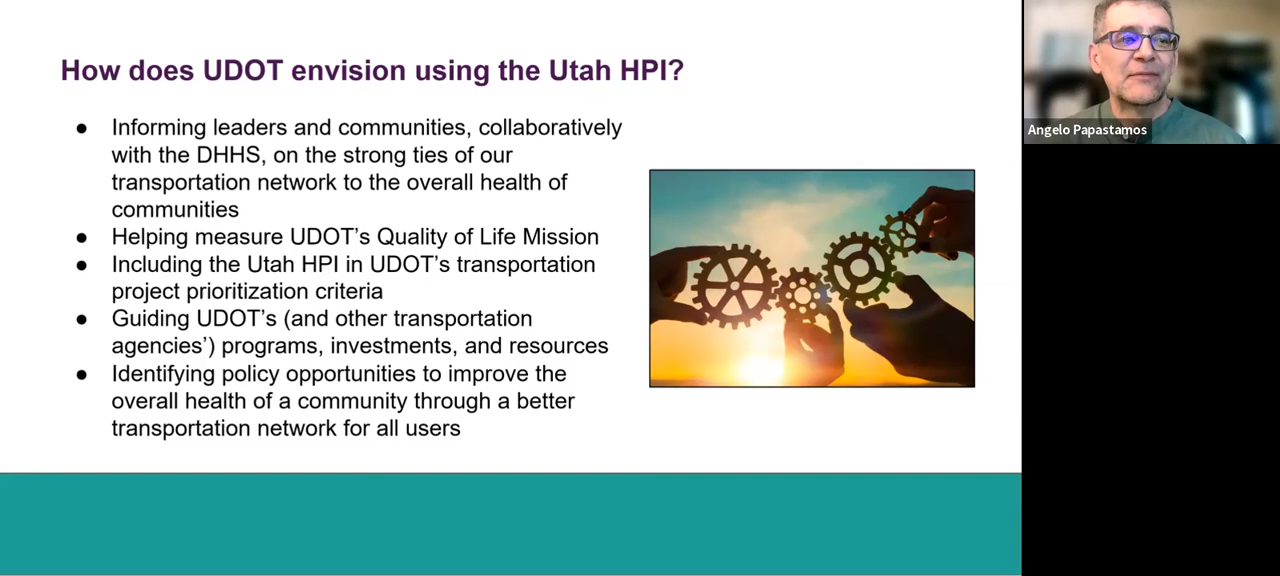 How does UDOT envision using the Utah HPI?
● Informing leaders and communities, collaboratively
with the DHHS, on the strong ties of our
transportation network to the overall health of
communities
● Helping measure UDOT’s Quality of Life Mission
● Including the Utah HPI in UDOT’s transportation
project prioritization criteria
● Guiding UDOT’s (and other transportation
agencies’) programs, investments, and resources
● Identifying policy opportunities to improve the
overall health of a community through a better
transportation network for all users
Angelo Papastamos